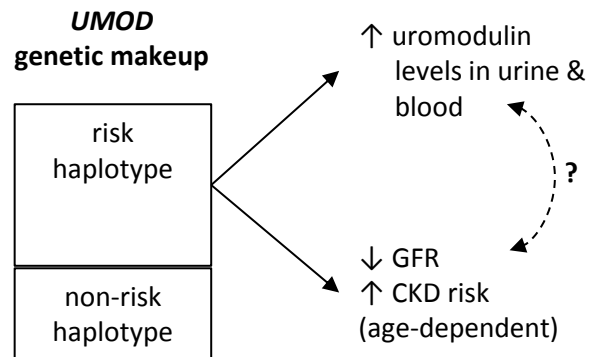 UMOD
genetic makeup
risk
haplotype
non-risk
haplotype
↑ uromodulin
levels in urine &
blood
?
↓ GFR
↑ CKD risk
(age-dependent)